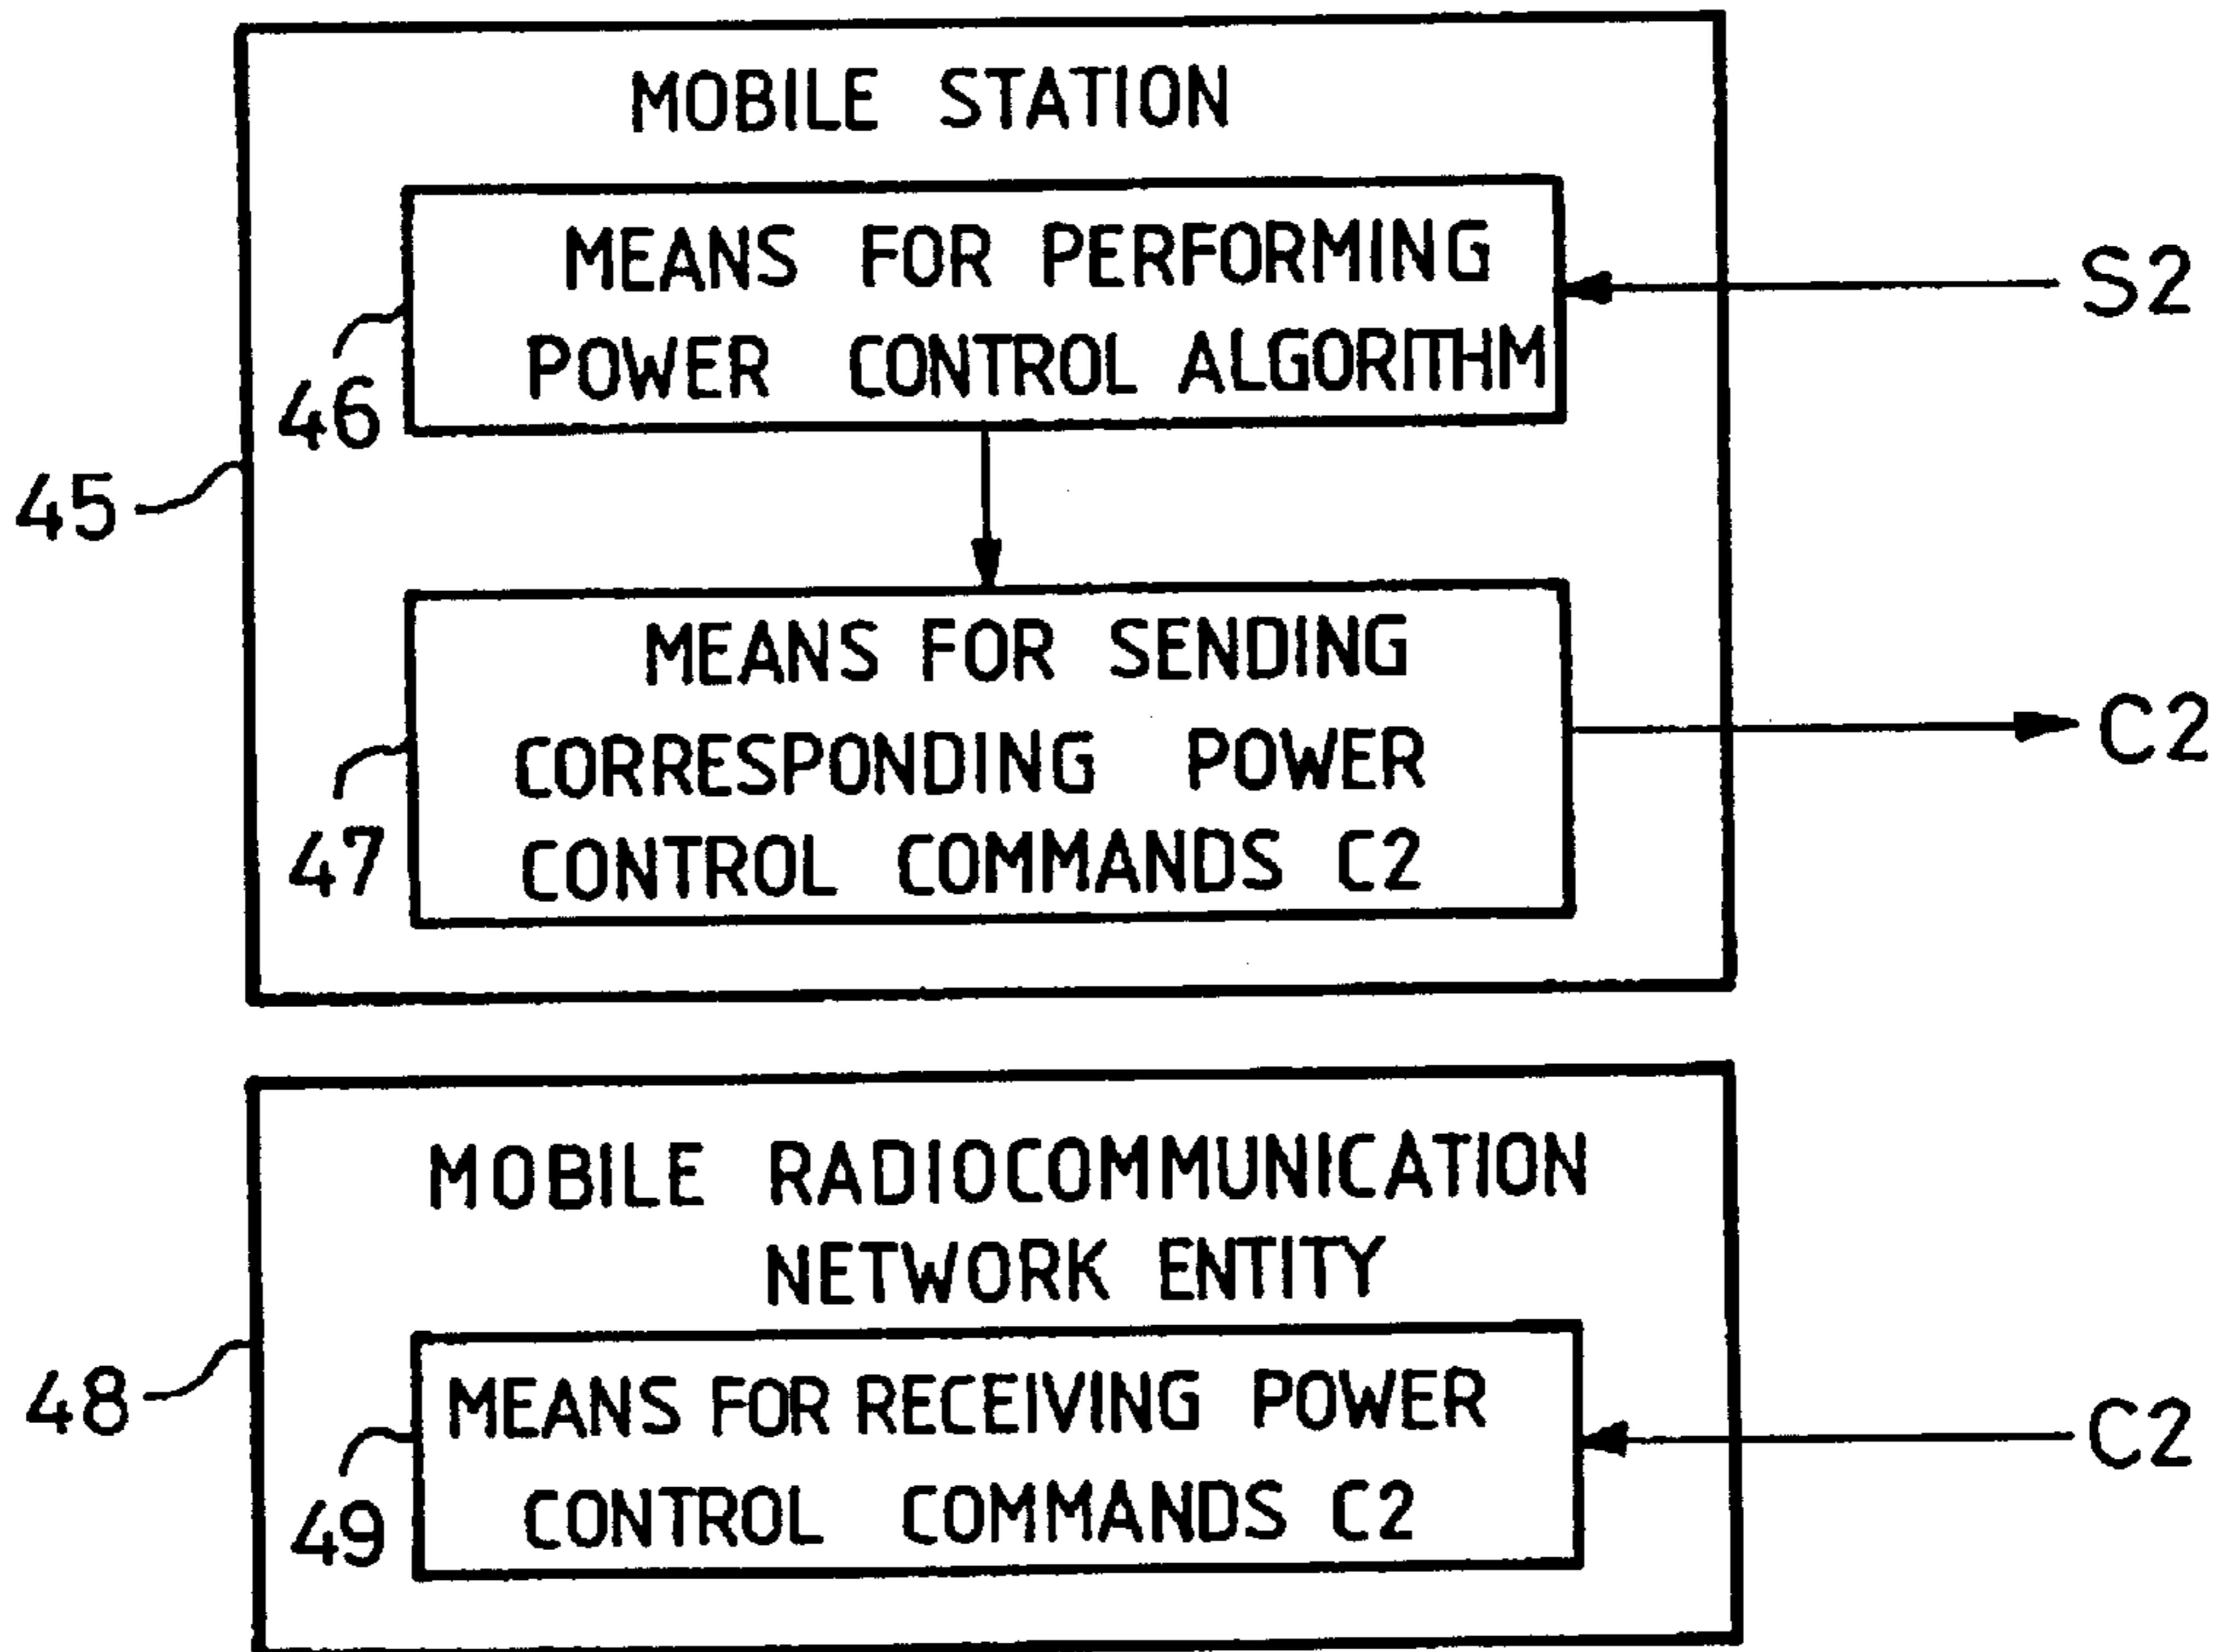 MOBILE STATION
MEANS FOR PERFORMING
POWER CONTROL ALGORITHM
S2
46
45
MEANS FOR SENDING
CORRESPONDING POWER
CONTROL COMMANDS C2
C2
47
MOBILE RADIOCOMMUNICATION
NETWORK ENTITY
MEANS FOR RECEIVING POWER
CONTROL COMMANDS C2
C2
48
49